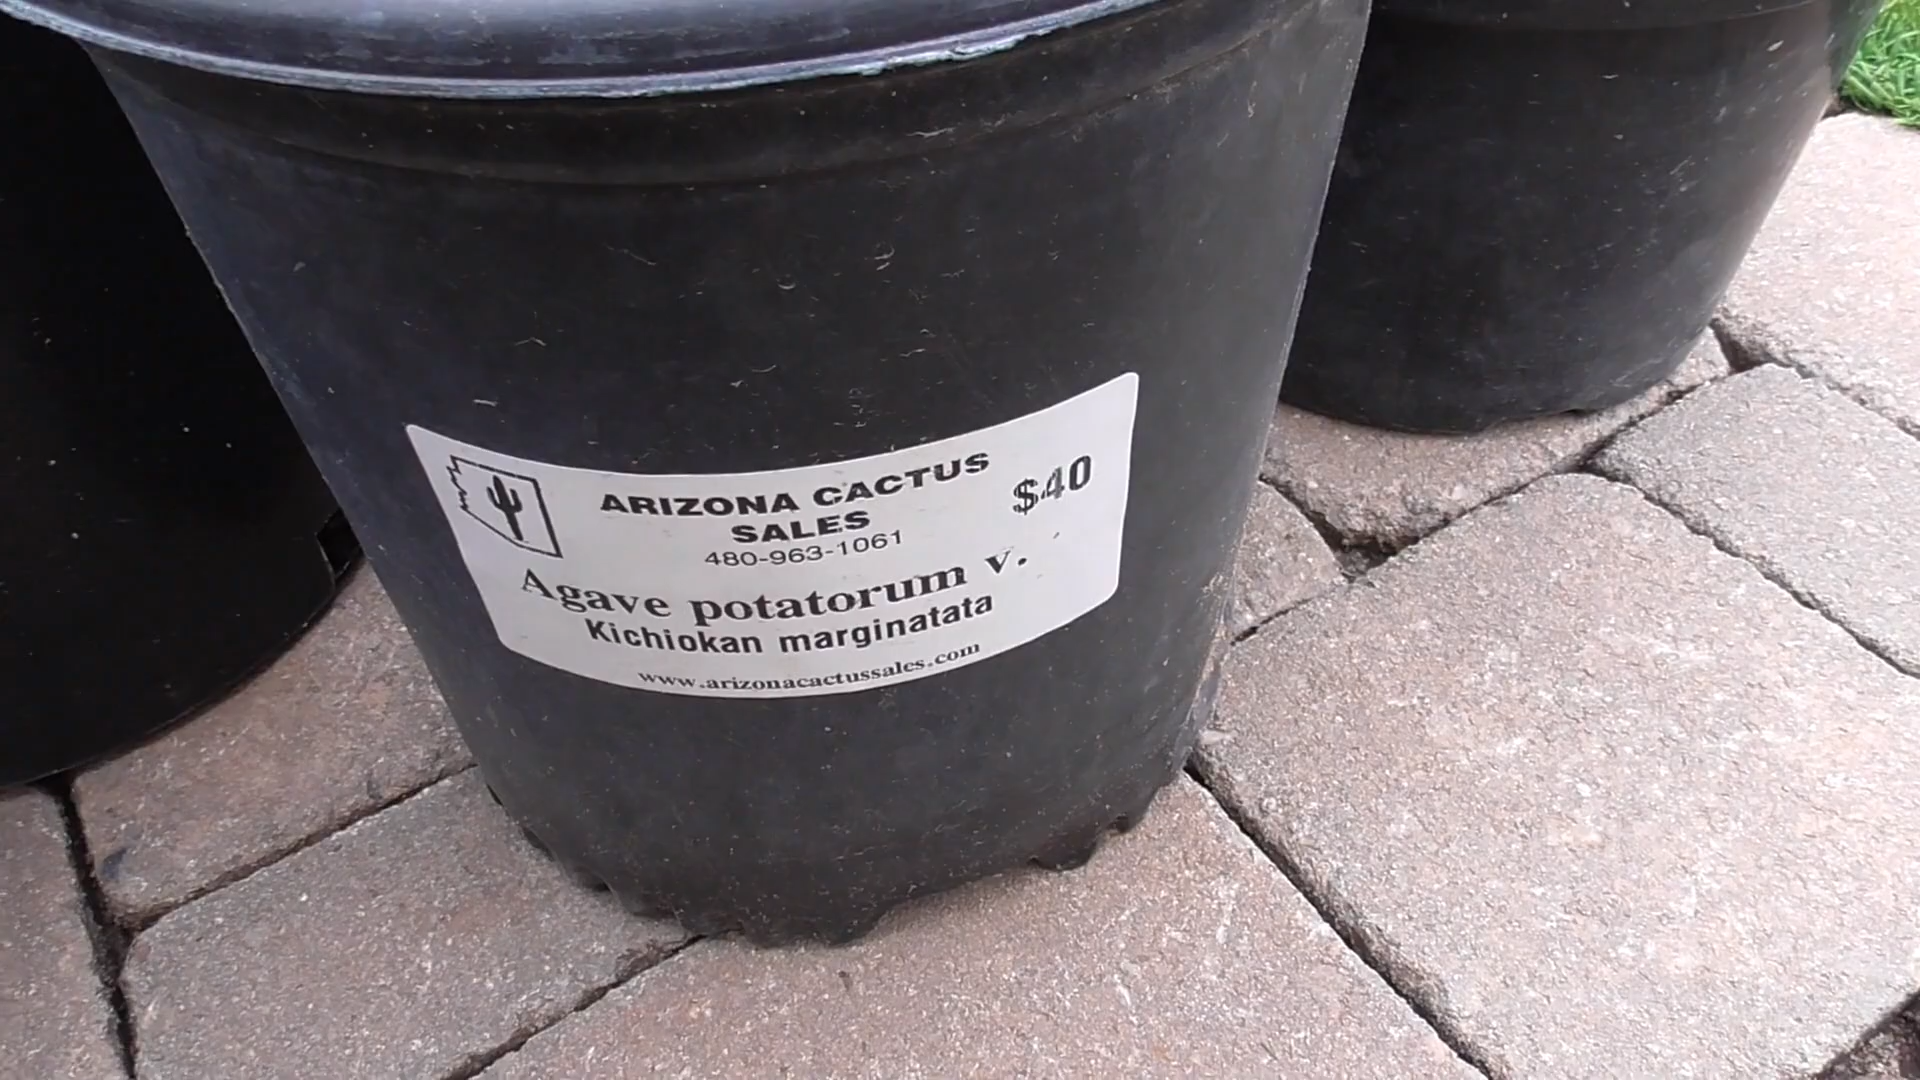 ARIZONA CACTUS
SALES
$40
480-963-1061
Agave potatorum v.
Kichiokan marginatata
www.arizonacactussales.com